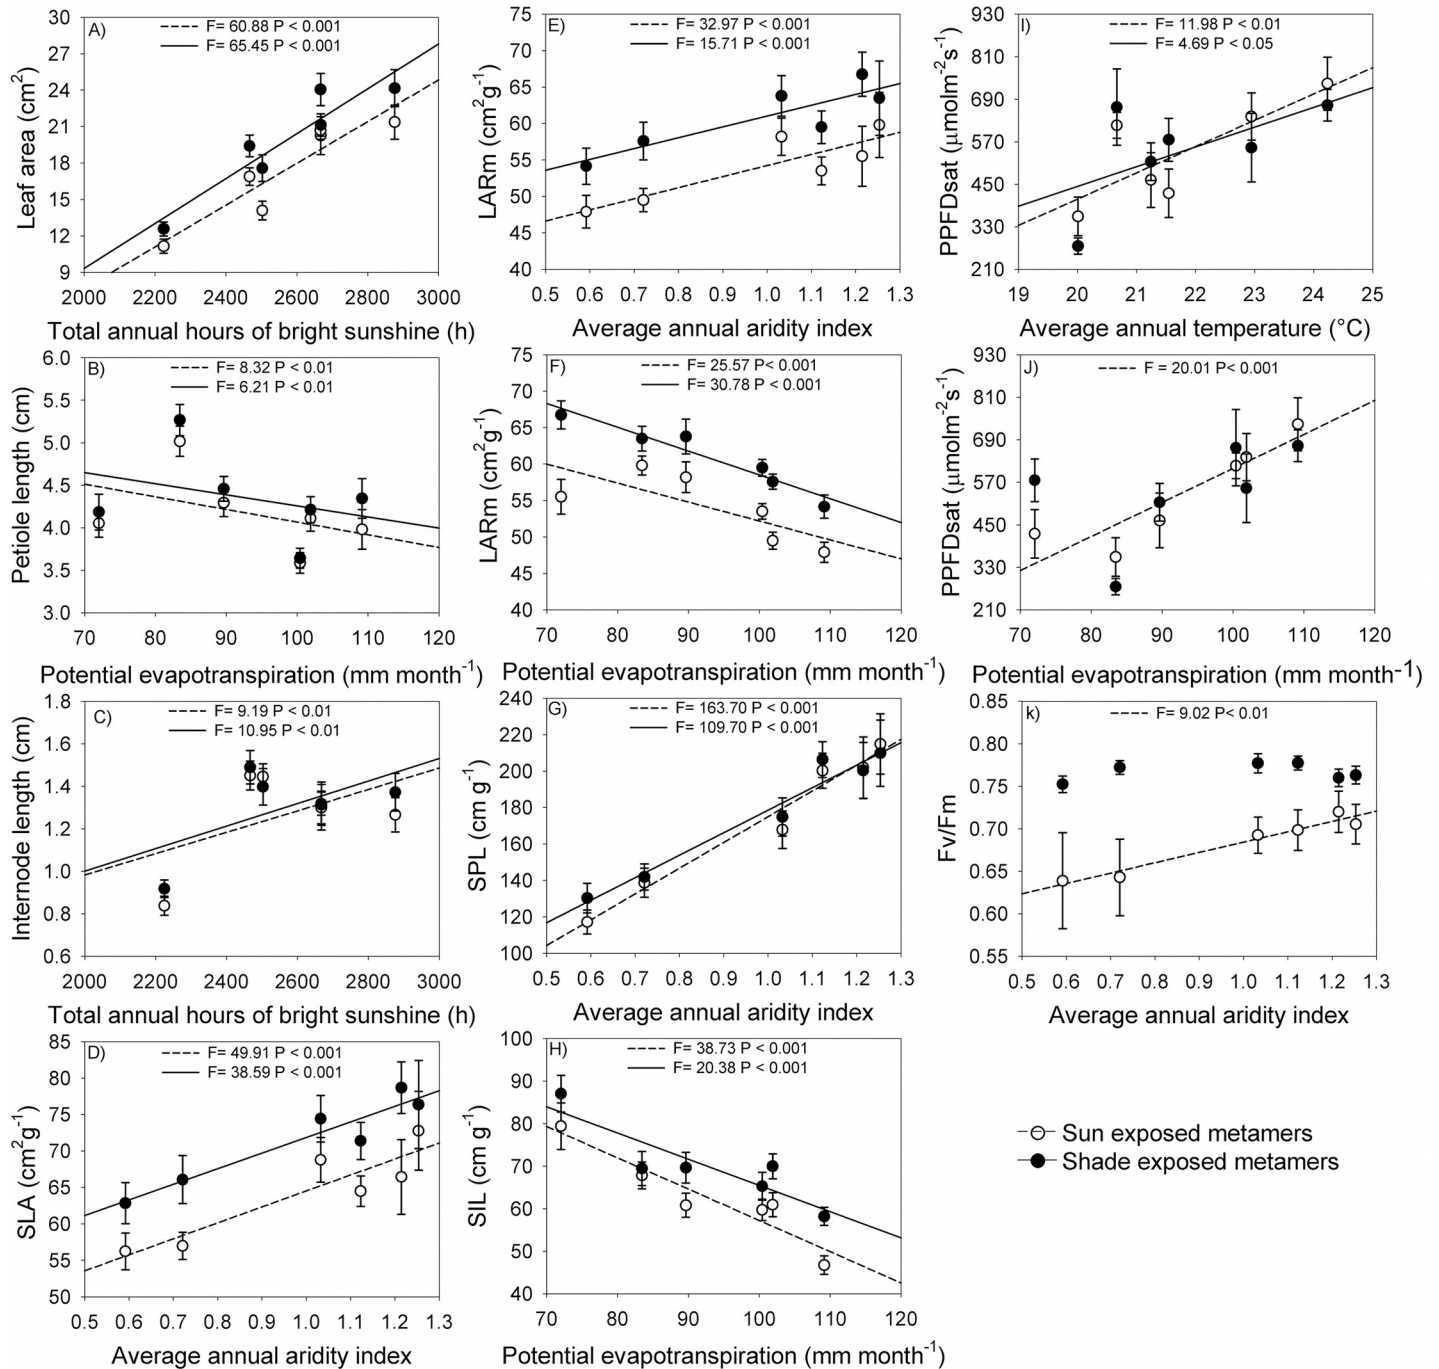 A)
F= 60.88 P < 0.001
F= 65.45 P < 0.001
30
27
24
21
18
15
12
9
Leaf area (cm²)
2000 2200 2400 2600 2800 3000
Total annual hours of bright sunshine (h)
B)
F= 8.32 P < 0.01
F= 6.21 P < 0.01
6.0
5.5
5.0
4.5
4.0
3.5
3.0
Petiole length (cm)
70 80 90 100 110 120
Potential evapotranspiration (mm month⁻¹)
C)
F= 9.19 P < 0.01
F= 10.95 P < 0.01
1.8
1.6
1.4
1.2
1.0
0.8
0.6
Internode length (cm)
2000 2200 2400 2600 2800 3000
Total annual hours of bright sunshine (h)
D)
F= 49.91 P < 0.001
F= 38.59 P < 0.001
85
80
75
70
65
60
55
50
SLA (cm²g⁻¹)
0.5 0.6 0.7 0.8 0.9 1.0 1.1 1.2 1.3
Average annual aridity index
E)
F= 32.97 P < 0.001
F= 15.71 P < 0.001
75
70
65
60
55
50
45
40
LARm (cm²g⁻¹)
0.5 0.6 0.7 0.8 0.9 1.0 1.1 1.2 1.3
Average annual aridity index
F)
F= 25.57 P < 0.001
F= 30.78 P < 0.001
75
70
65
60
55
50
45
40
LARm (cm²g⁻¹)
70 80 90 100 110 120
Potential evapotranspiration (mm month⁻¹)
G)
F= 163.70 P < 0.001
F= 109.70 P < 0.001
240
220
200
180
160
140
120
100
SPL (cm g⁻¹)
0.5 0.6 0.7 0.8 0.9 1.0 1.1 1.2 1.3
Average annual aridity index
H)
F= 38.73 P < 0.001
F= 20.38 P < 0.001
100
90
80
70
60
50
40
SIL (cm g⁻¹)
70 80 90 100 110 120
Potential evapotranspiration (mm month⁻¹)
I)
F= 11.98 P < 0.01
F= 4.69 P < 0.05
930
810
690
570
450
330
210
PPFDsat (µmolm⁻²s⁻¹)
19 20 21 22 23 24 25
Average annual temperature (°C)
J)
F = 20.01 P< 0.001
930
810
690
570
450
330
210
PPFDsat (µmolm⁻²s⁻¹)
70 80 90 100 110 120
Potential evapotranspiration (mm month⁻¹)
k)
F= 9.02 P< 0.01
0.85
0.80
0.75
0.70
0.65
0.60
0.55
Fv/Fm
0.5 0.6 0.7 0.8 0.9 1.0 1.1 1.2 1.3
Average annual aridity index
Sun exposed metamers
Shade exposed metamers